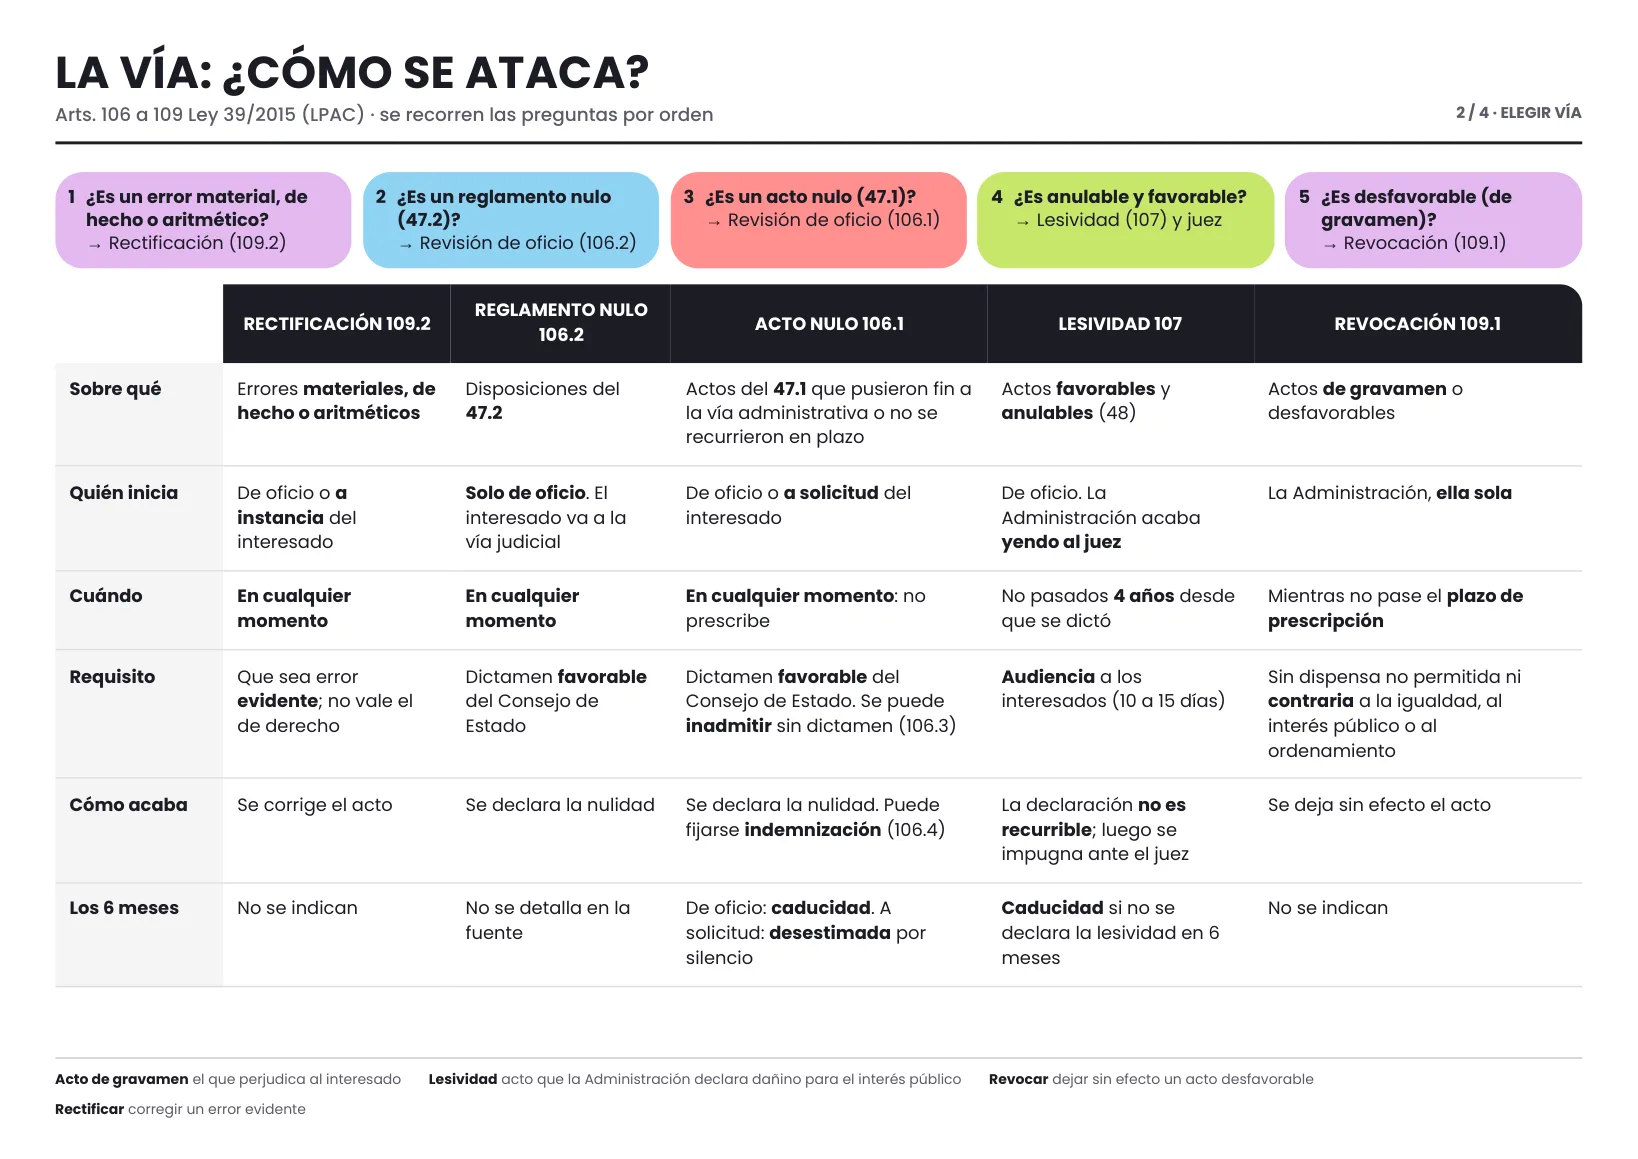 LA VÍA: ¿CÓMO SE ATACA?
Arts. 106 a 109 Ley 39/2015 (LPAC) · se recorren las preguntas por orden
2 / 4 · ELEGIR VÍA
1 ¿Es un error material, de
hecho o aritmético?
→ Rectificación (109.2)
2 ¿Es un reglamento nulo
(47.2)?
→ Revisión de oficio (106.2)
3 ¿Es un acto nulo (47.1)?
→ Revisión de oficio (106.1)
4 ¿Es anulable y favorable?
→ Lesividad (107) y juez
5 ¿Es desfavorable (de
gravamen)?
→ Revocación (109.1)
RECTIFICACIÓN 109.2
REGLAMENTO NULO
106.2
ACTO NULO 106.1
LESIVIDAD 107
REVOCACIÓN 109.1
Sobre qué
Errores materiales, de
hecho o aritméticos
Disposiciones del
47.2
Actos del 47.1 que pusieron fin a
la vía administrativa o no se
recurrieron en plazo
Actos favorables y
anulables (48)
Actos de gravamen o
desfavorables
Quién inicia
De oficio o a
instancia del
interesado
Solo de oficio. El
interesado va a la
vía judicial
De oficio o a solicitud del
interesado
De oficio. La
Administración acaba
yendo al juez
La Administración, ella sola
Cuándo
En cualquier
momento
En cualquier
momento
En cualquier momento: no
prescribe
No pasados 4 años desde
que se dictó
Mientras no pase el plazo de
prescripción
Requisito
Que sea error
evidente; no vale el
de derecho
Dictamen favorable
del Consejo de
Estado
Dictamen favorable del
Consejo de Estado. Se puede
inadmitir sin dictamen (106.3)
Audiencia a los
interesados (10 a 15 días)
Sin dispensa no permitida ni
contraria a la igualdad, al
interés público o al
ordenamiento
Cómo acaba
Se corrige el acto
Se declara la nulidad
Se declara la nulidad. Puede
fijarse indemnización (106.4)
La declaración no es
recurrible; luego se
impugna ante el juez
Se deja sin efecto el acto
Los 6 meses
No se indican
No se detalla en la
fuente
De oficio: caducidad. A
solicitud: desestimada por
silencio
Caducidad si no se
declara la lesividad en 6
meses
No se indican
Acto de gravamen el que perjudica al interesado
Lesividad acto que la Administración declara dañino para el interés público
Revocar dejar sin efecto un acto desfavorable
Rectificar corregir un error evidente